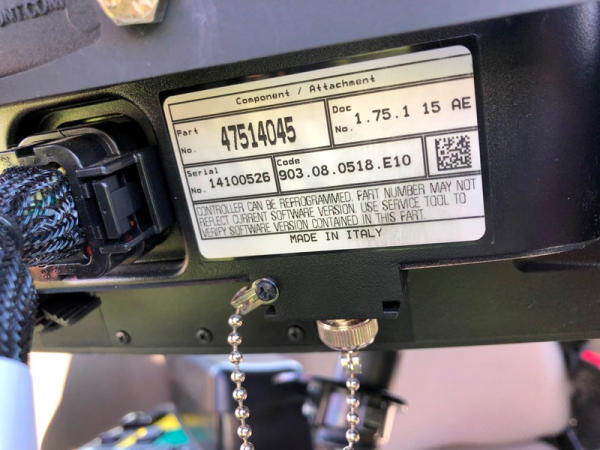 Component / Attachment
Part No. 47514045
Doc No. 1.75.1 15 AE
Serial No. 14100526
Code 903.08.0518.E10
CONTROLLER CAN BE REPROGRAMMED. PART NUMBER MAY NOT
REFLECT CURRENT SOFTWARE VERSION. USE SERVICE TOOL TO
VERIFY SOFTWARE VERSION CONTAINED IN THIS PART.
MADE IN ITALY